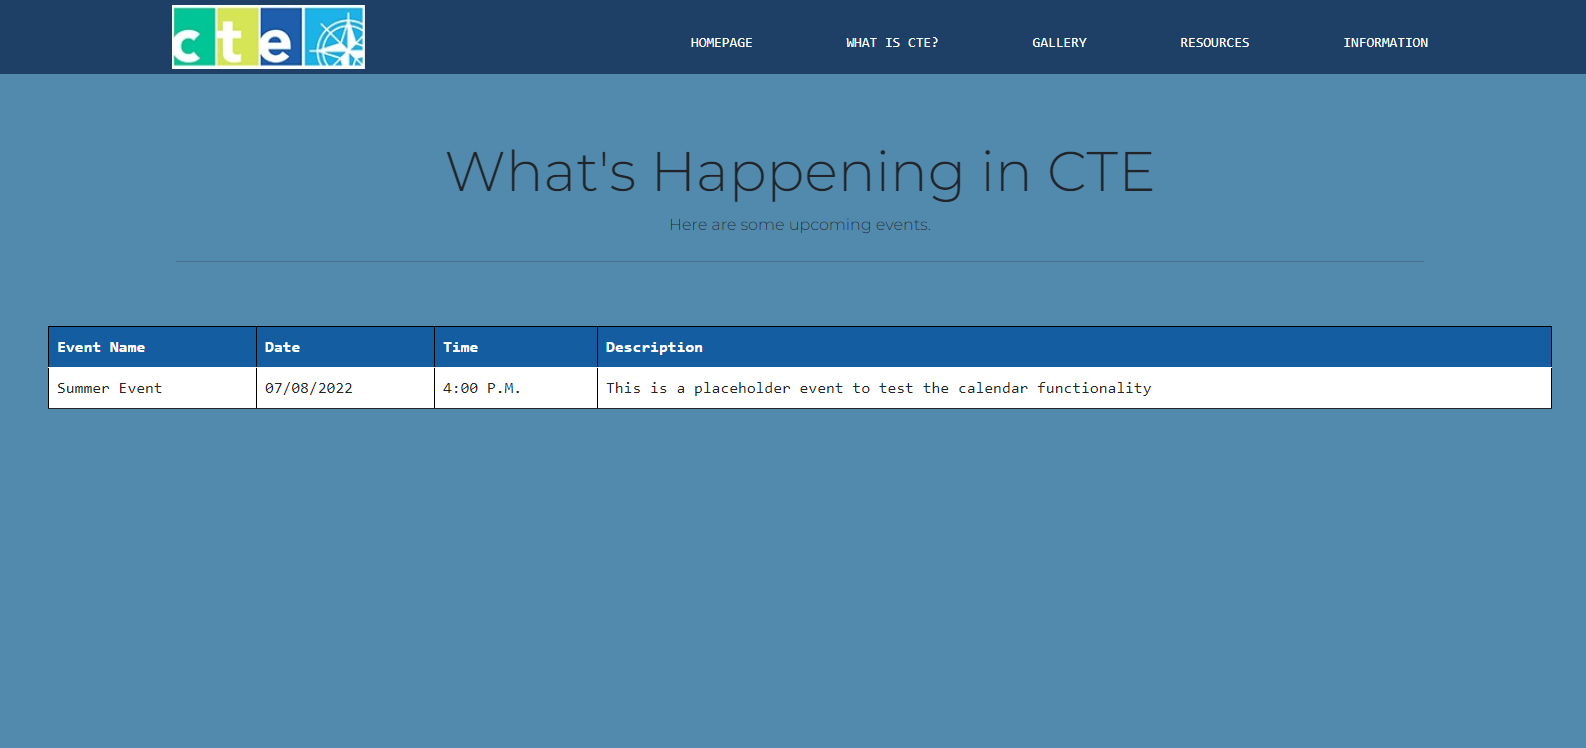 cte
HOMEPAGE WHAT IS CTE? GALLERY RESOURCES INFORMATION
What's Happening in CTE
Here are some upcoming events.
Event Name Date Time Description
Summer Event 07/08/2022 4:00 P.M. This is a placeholder event to test the calendar functionality